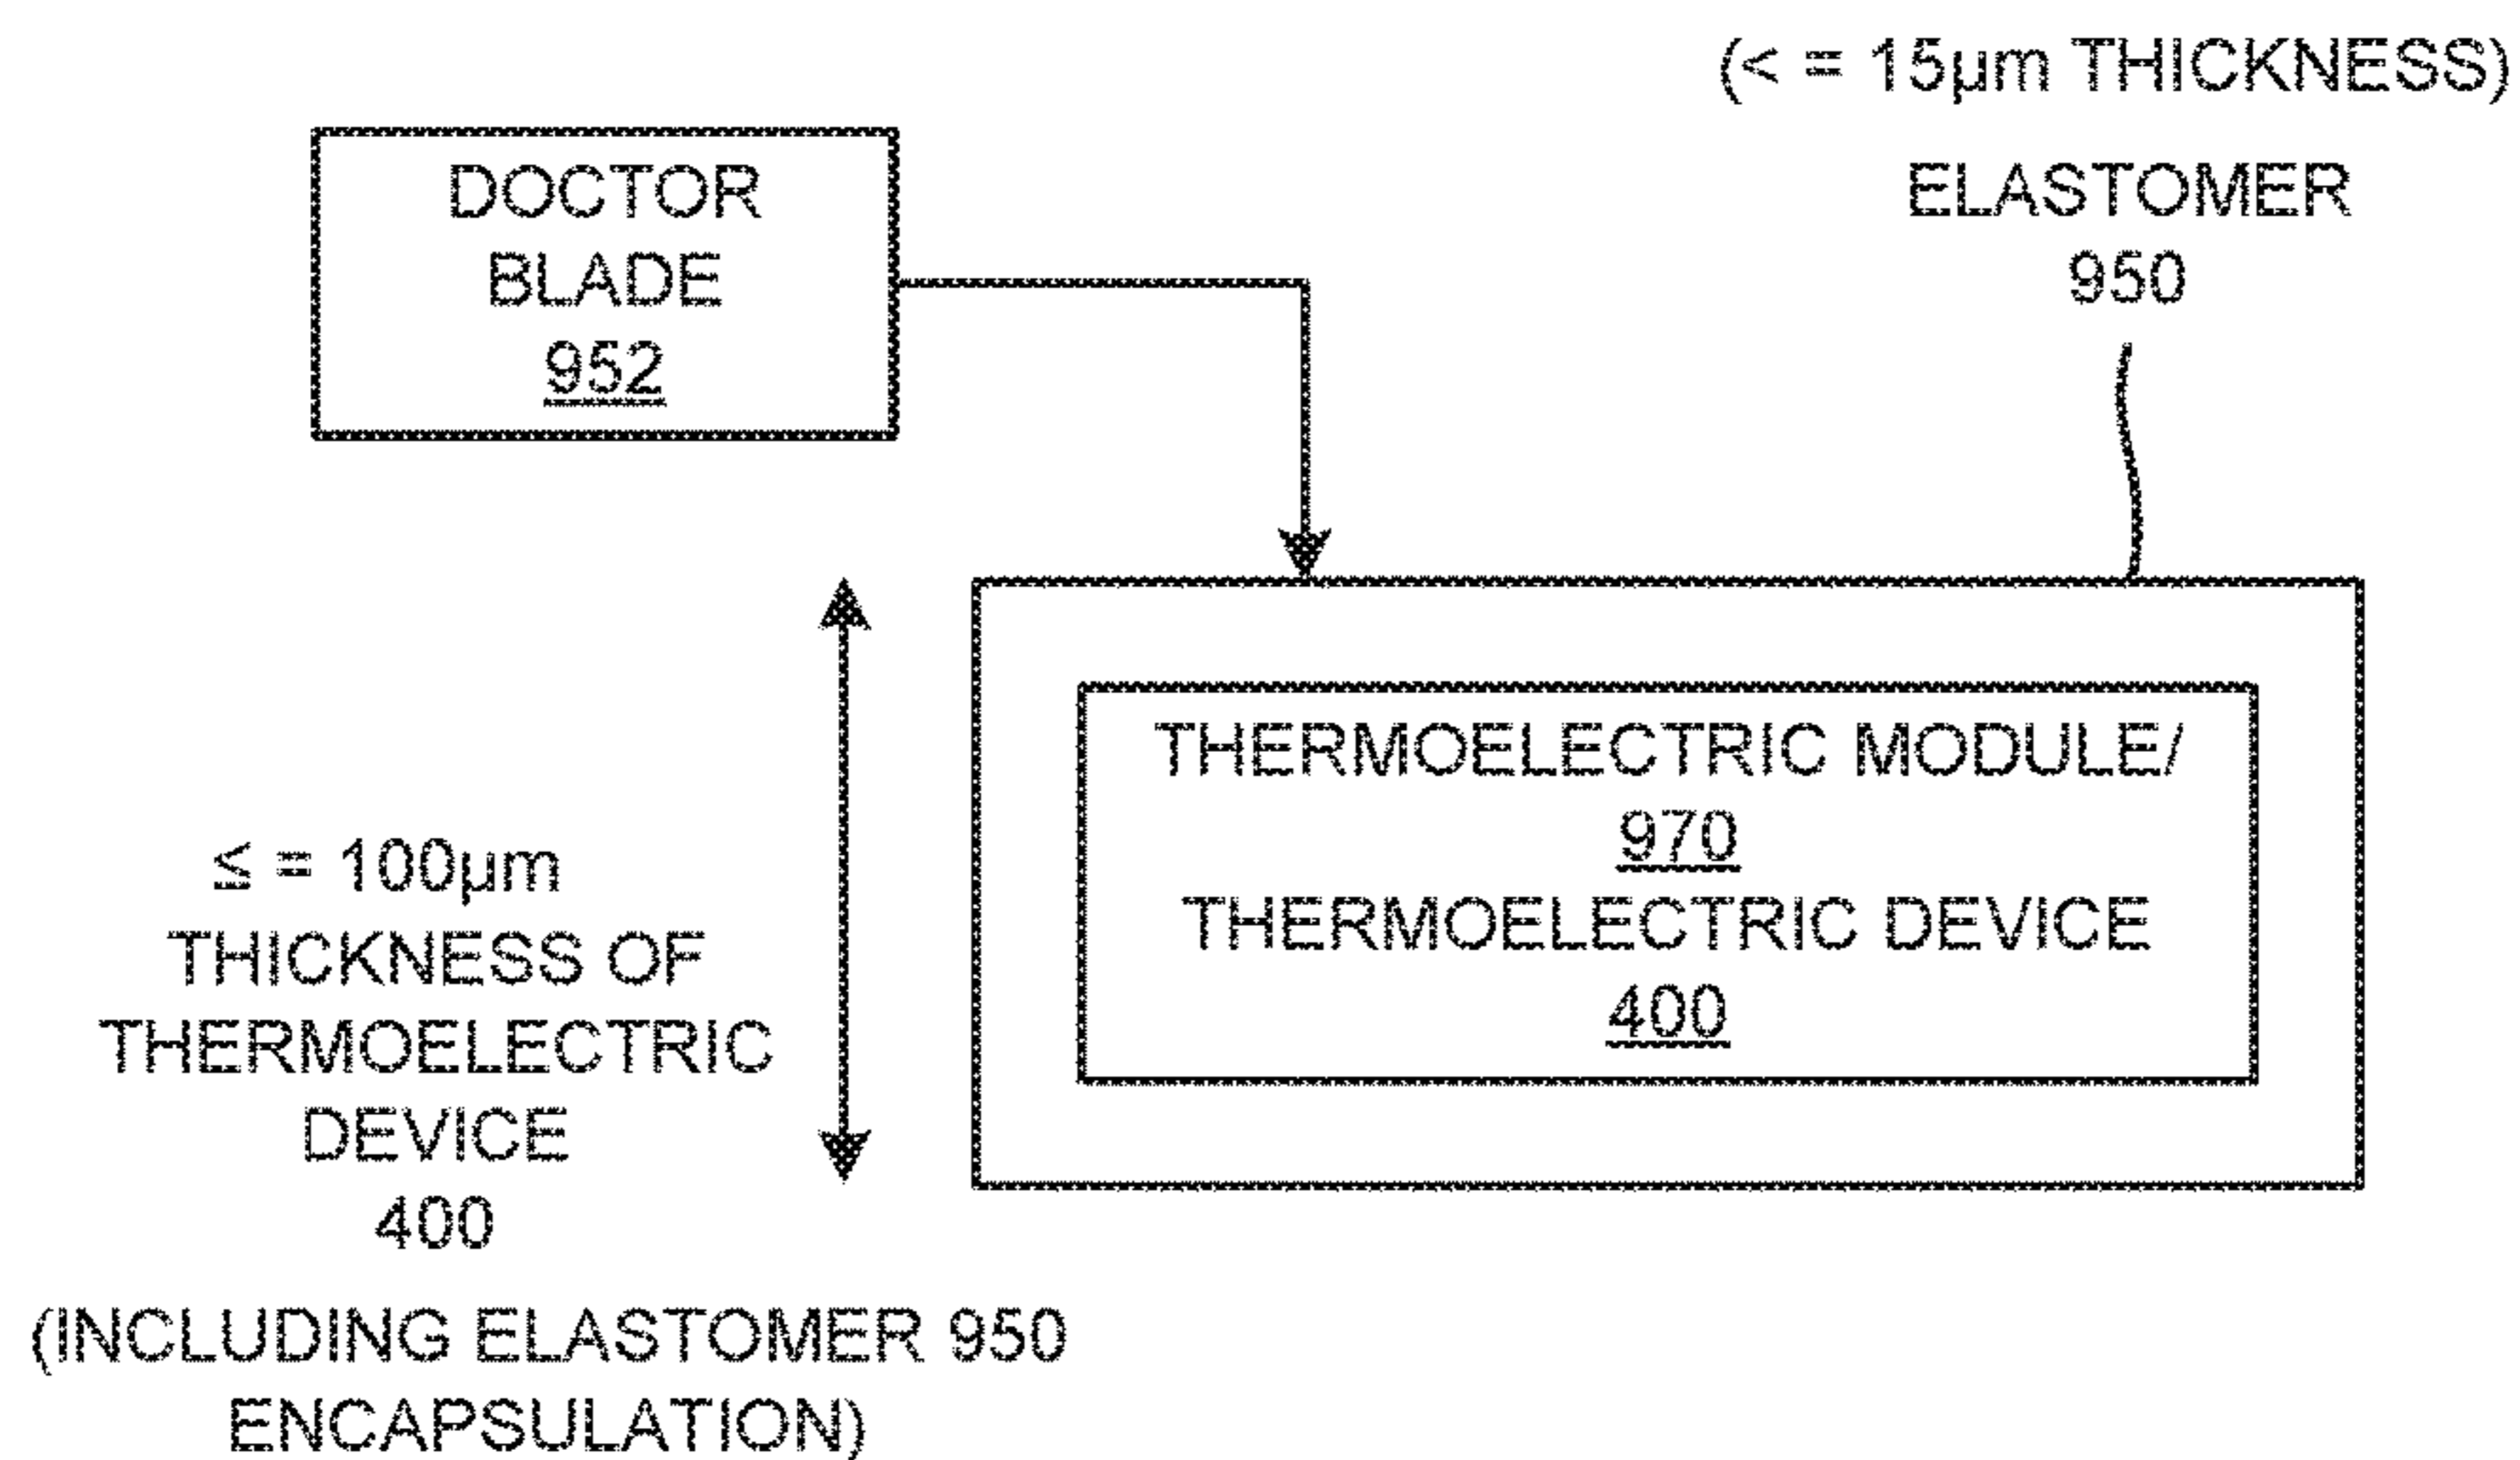 (< = 15µm THICKNESS)
ELASTOMER
950
DOCTOR
BLADE
952
THERMOELECTRIC MODULE/
970
THERMOELECTRIC DEVICE
400
≤ = 100µm
THICKNESS OF
THERMOELECTRIC
DEVICE
400
(INCLUDING ELASTOMER 950
ENCAPSULATION)